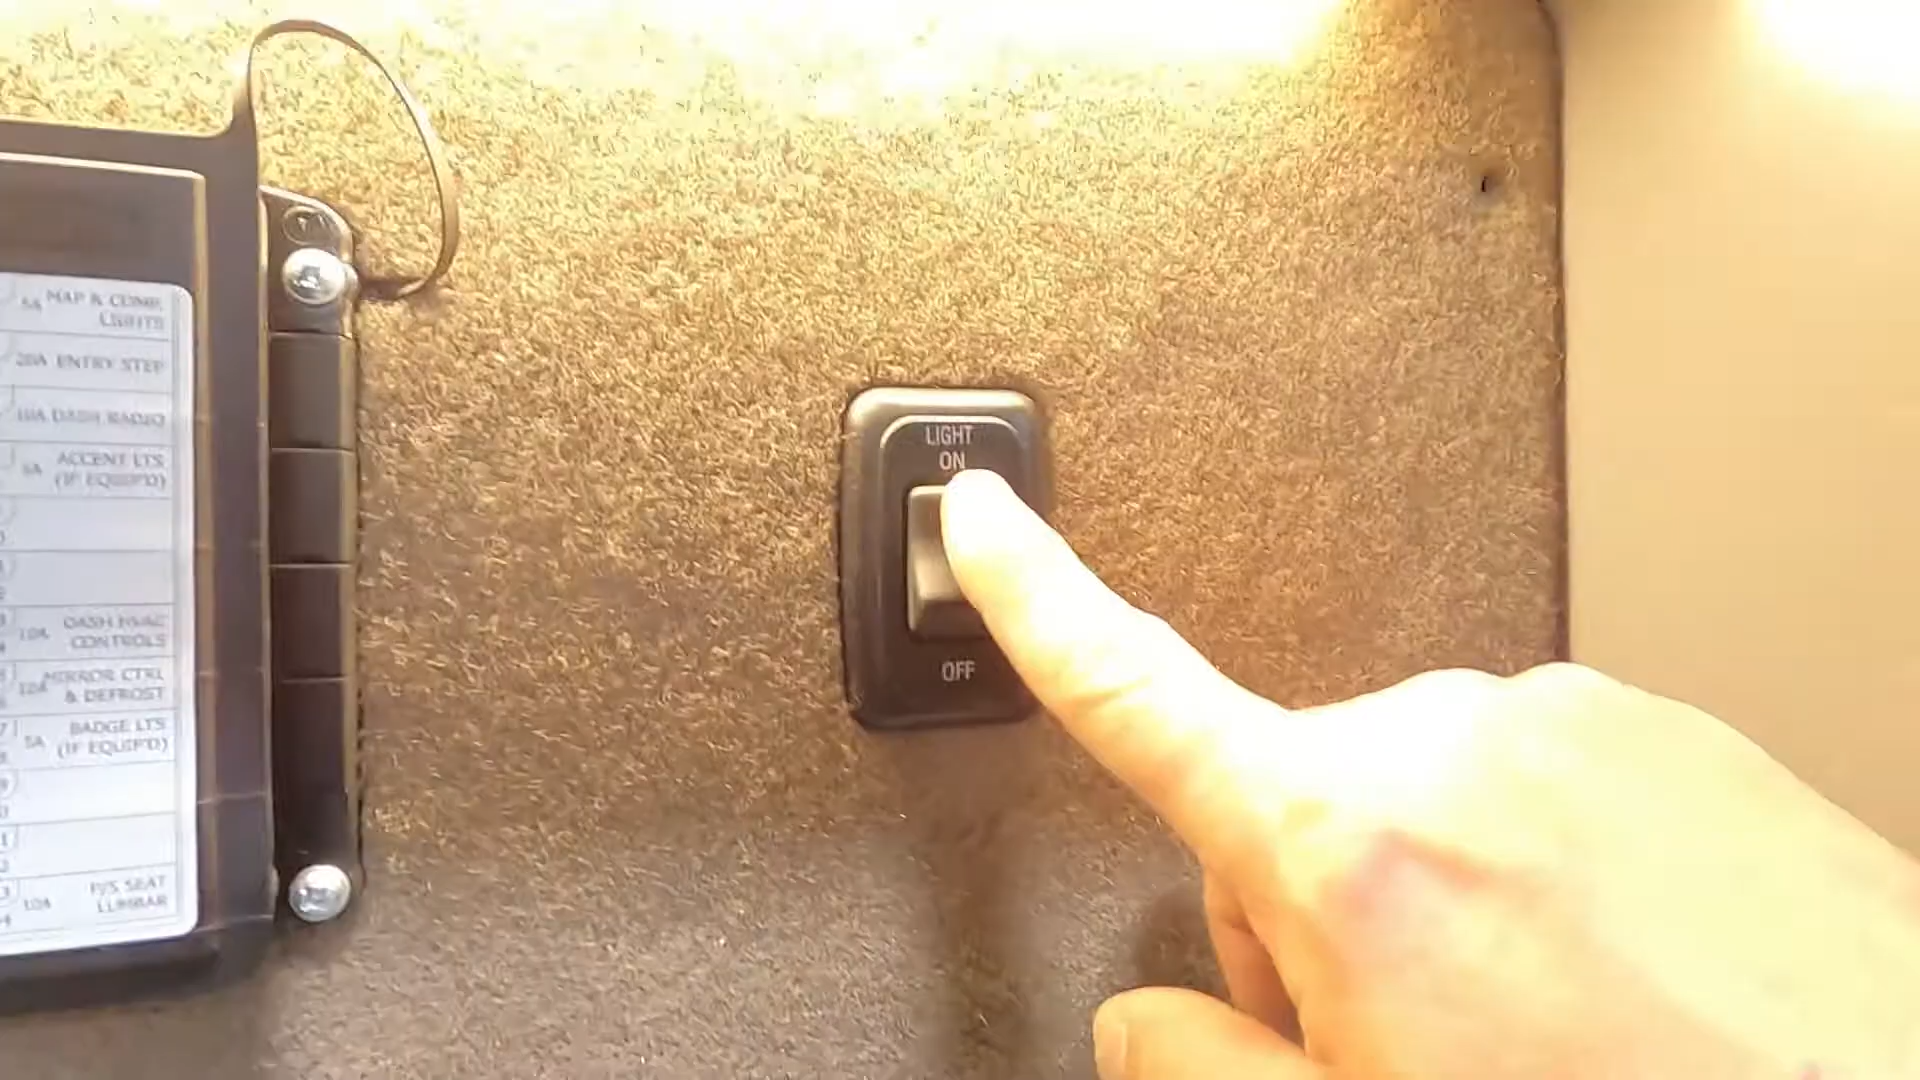 5A MAP & COMP.
LIGHTS
20A ENTRY STEP
10A DASH RADIO
5A ACCENT LTS
(IF EQUIP'D)
10A DASH HVAC
CONTROLS
10A MIRROR CTRL
& DEFROST
5A BADGE LTS
(IF EQUIP'D)
10A P/S SEAT
LUMBAR
LIGHT
ON
OFF